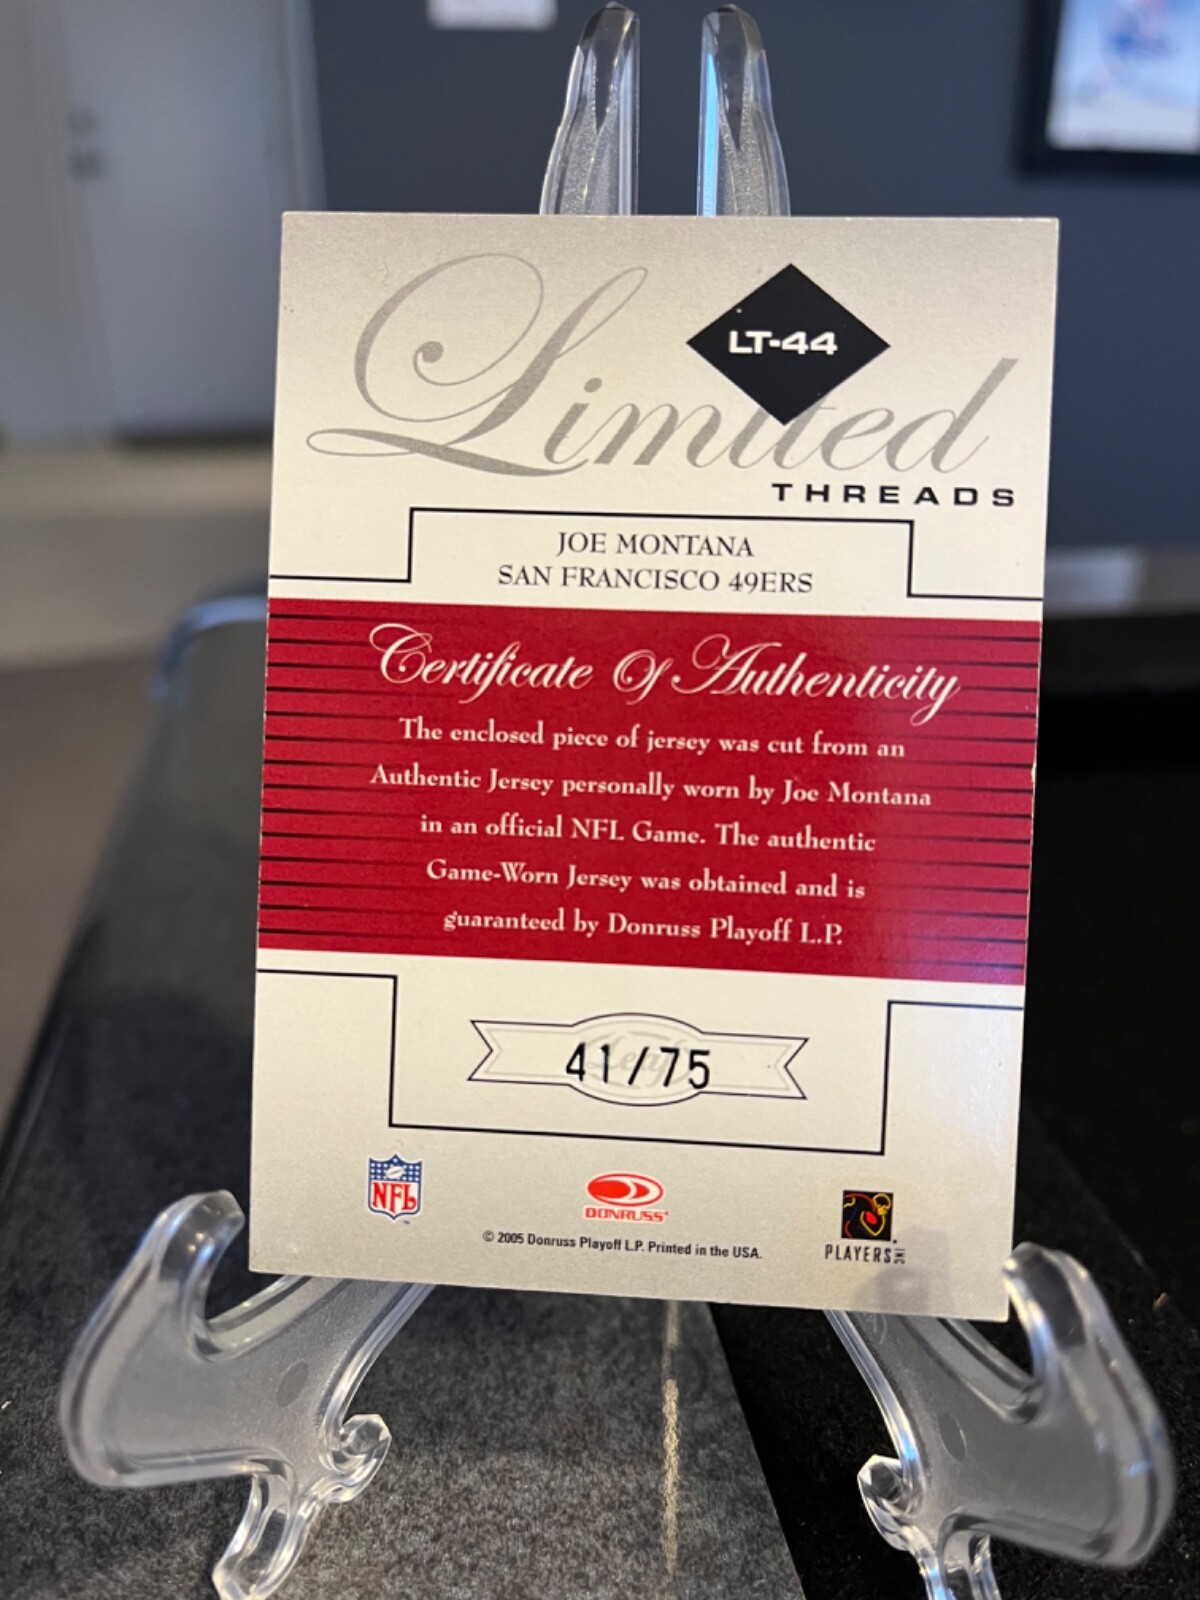 LT-44
Limited
THREADS
JOE MONTANA
SAN FRANCISCO 49ERS
Certificate Of Authenticity
The enclosed piece of jersey was cut from an
Authentic Jersey personally worn by Joe Montana
in an official NFL Game. The authentic
Game-Worn Jersey was obtained and is
guaranteed by Donruss Playoff L.P.
Leaf
41/75
NFL
DONRUSS
PLAYERS INC
© 2005 Donruss Playoff L.P. Printed in the USA.